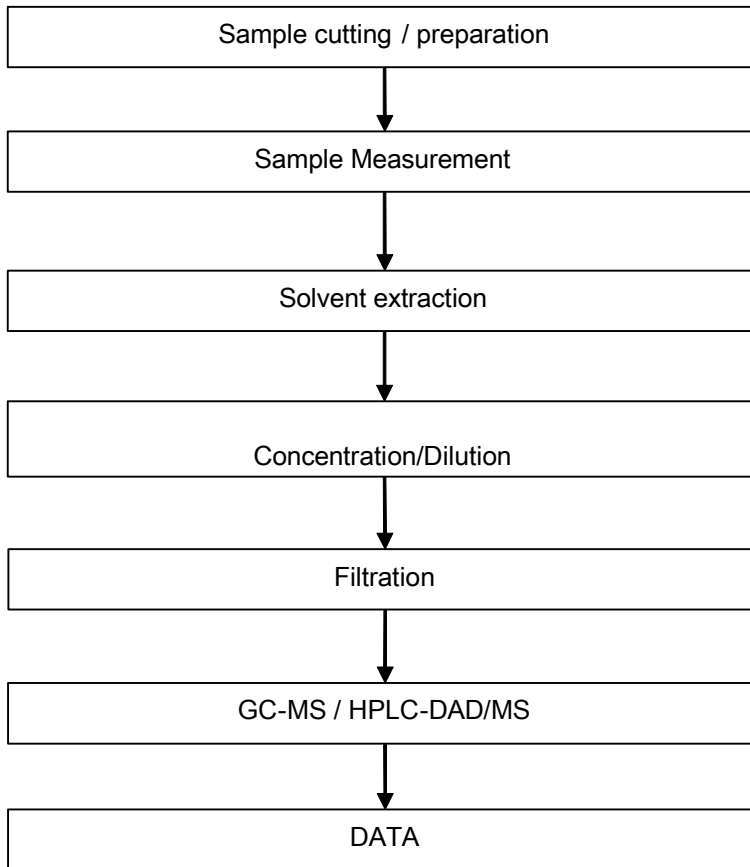 Sample cutting / preparation
Sample Measurement
Solvent extraction
Concentration/Dilution
Filtration
GC-MS / HPLC-DAD/MS
DATA